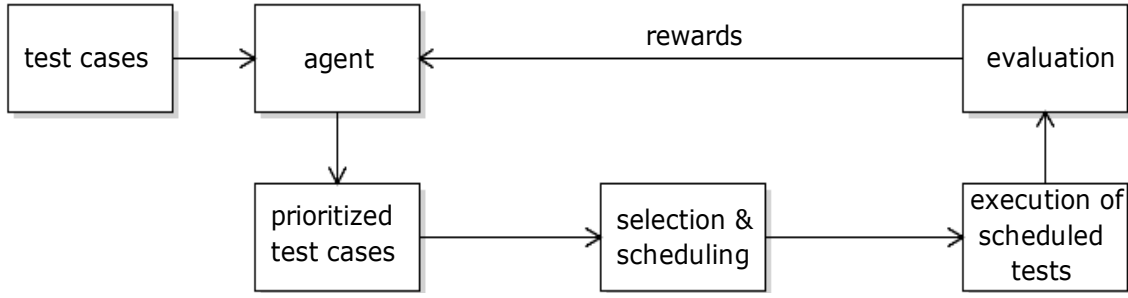 test cases
agent
rewards
evaluation
prioritized
test cases
selection &
scheduling
execution of
scheduled
tests